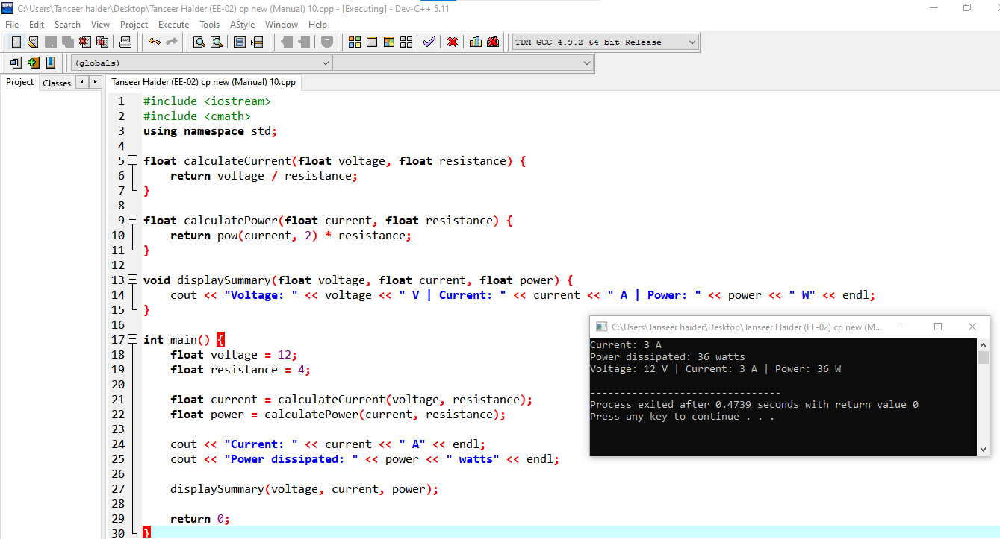 C:\Users\Tanseer haider\Desktop\Tanseer Haider (EE-02) cp new (Manual) 10.cpp - [Executing] - Dev-C++ 5.11
File Edit Search View Project Execute Tools AStyle Window Help
TDM-GCC 4.9.2 64-bit Release
(globals)
Project Classes Tanseer Haider (EE-02) cp new (Manual) 10.cpp
1 #include <iostream>
2 #include <cmath>
3 using namespace std;
4
5 float calculateCurrent(float voltage, float resistance) {
6     return voltage / resistance;
7 }
8
9 float calculatePower(float current, float resistance) {
10     return pow(current, 2) * resistance;
11 }
12
13 void displaySummary(float voltage, float current, float power) {
14     cout << "Voltage: " << voltage << " V | Current: " << current << " A | Power: " << power << " W" << endl;
15 }
16
17 int main() {
18     float voltage = 12;
19     float resistance = 4;
20
21     float current = calculateCurrent(voltage, resistance);
22     float power = calculatePower(current, resistance);
23
24     cout << "Current: " << current << " A" << endl;
25     cout << "Power dissipated: " << power << " watts" << endl;
26
27     displaySummary(voltage, current, power);
28
29     return 0;
30 }
C:\Users\Tanseer haider\Desktop\Tanseer Haider (EE-02) cp new (M...
Current: 3 A
Power dissipated: 36 watts
Voltage: 12 V | Current: 3 A | Power: 36 W
--------------------------------
Process exited after 0.4739 seconds with return value 0
Press any key to continue . . .